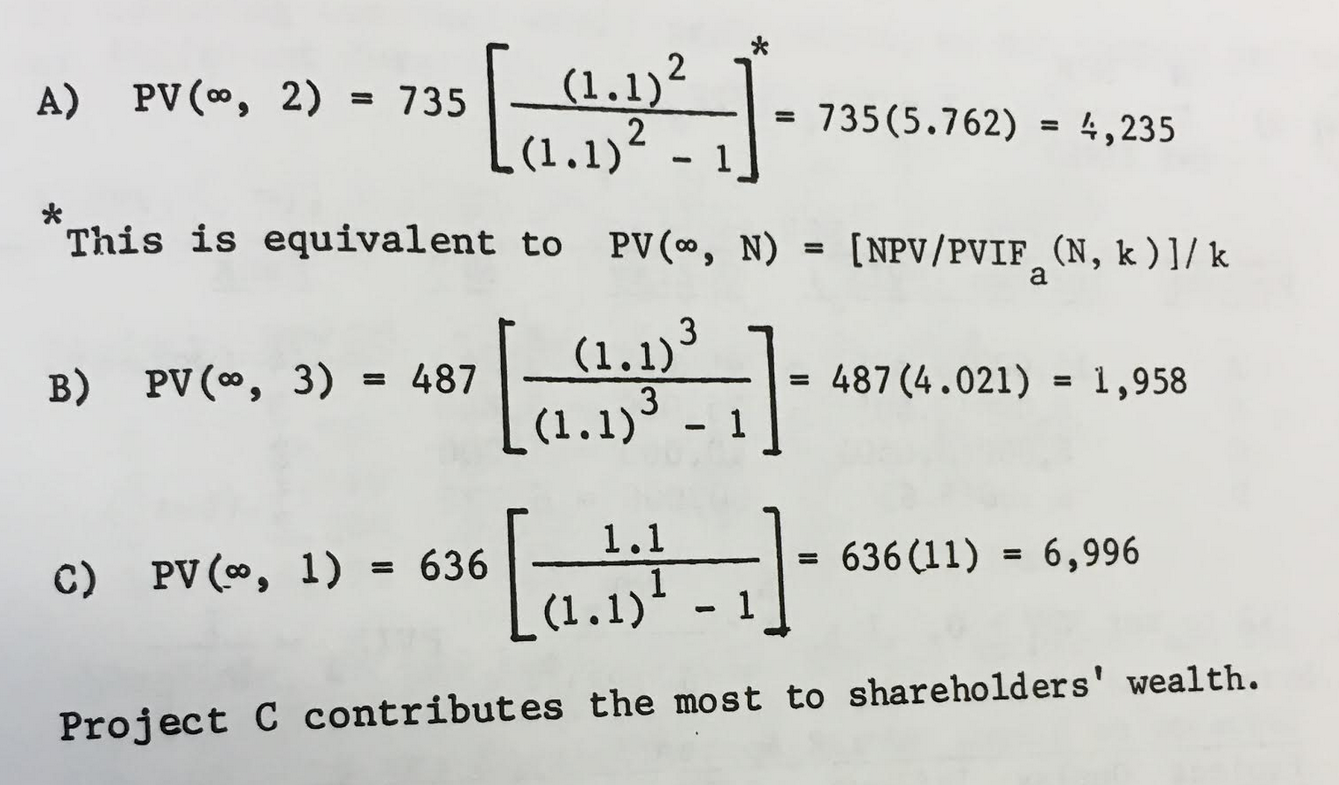 A) PV(∞, 2) = 735 [ (1.1)^2 / (1.1)^2 - 1 ]* = 735(5.762) = 4,235
*This is equivalent to PV(∞, N) = [NPV/PVIF_a(N, k)]/k
B) PV(∞, 3) = 487 [ (1.1)^3 / (1.1)^3 - 1 ] = 487(4.021) = 1,958
C) PV(∞, 1) = 636 [ 1.1 / (1.1)^1 - 1 ] = 636(11) = 6,996
Project C contributes the most to shareholders' wealth.